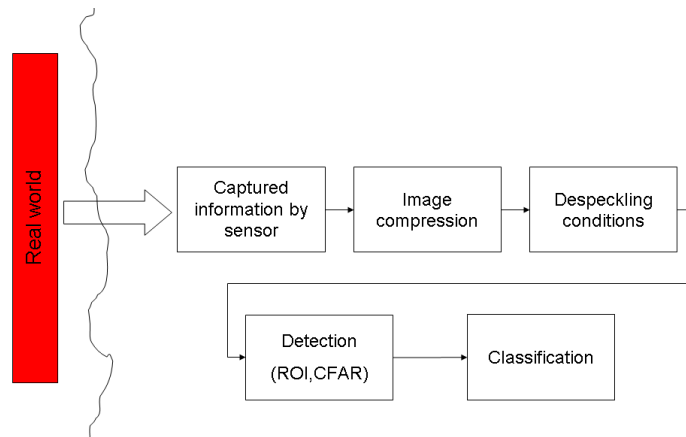 Real world
Captured
information by
sensor
Image
compression
Despeckling
conditions
Detection
(ROI,CFAR)
Classification